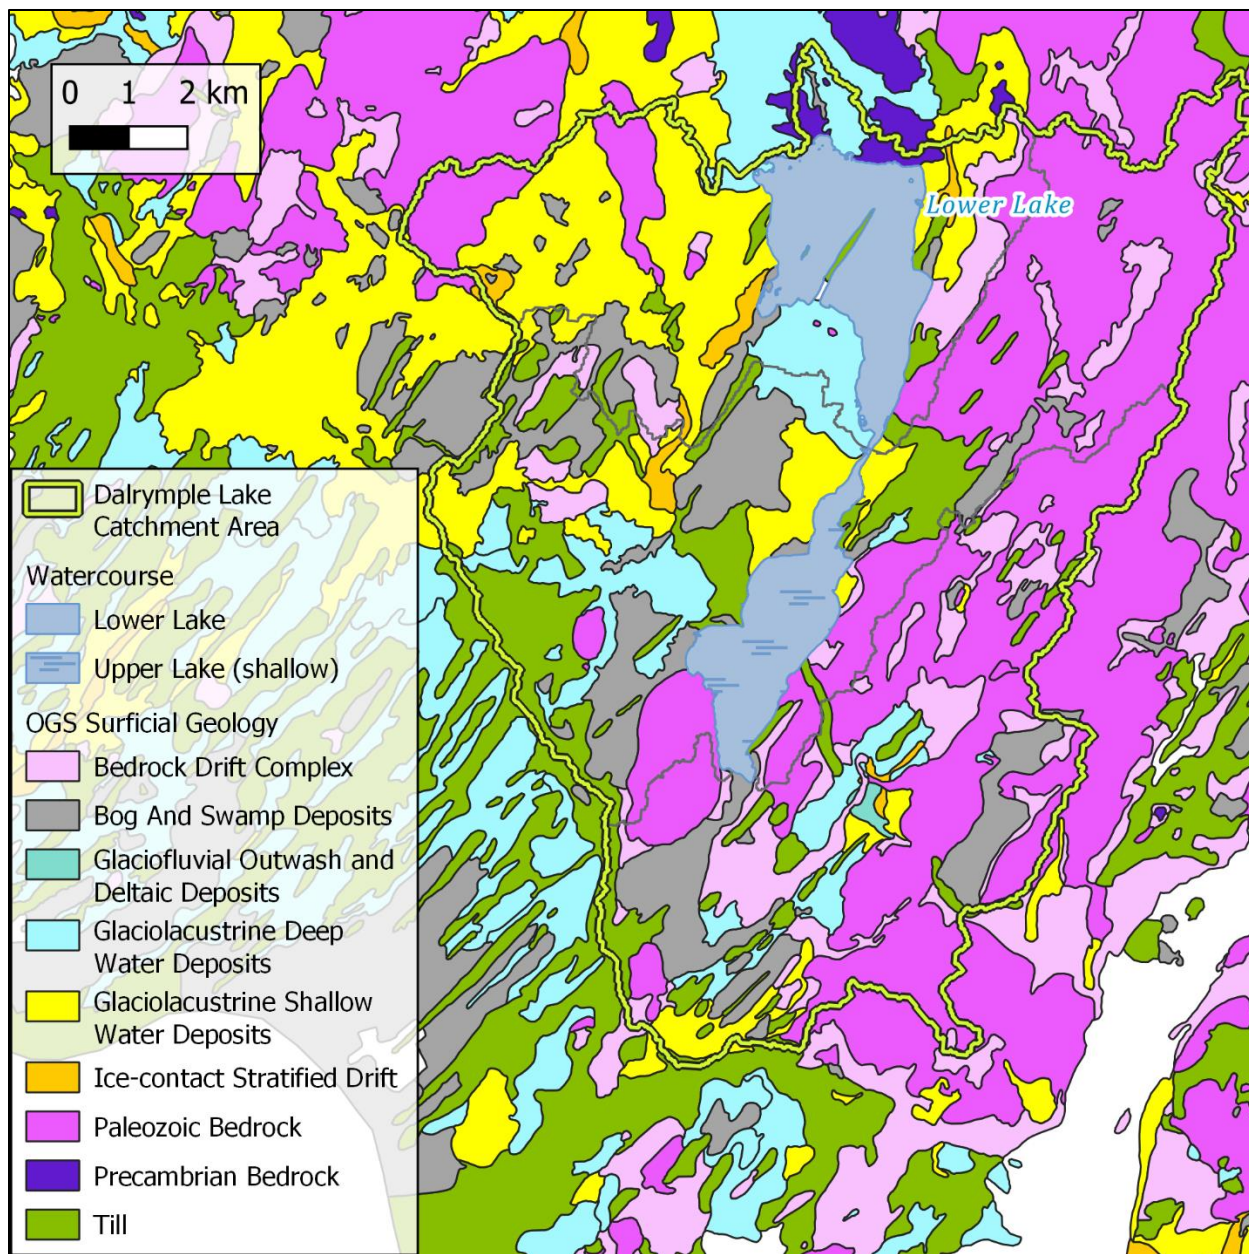 0 1 2 km
Lower Lake
Dalrymple Lake
Catchment Area
Watercourse
Lower Lake
Upper Lake (shallow)
OGS Surficial Geology
Bedrock Drift Complex
Bog And Swamp Deposits
Glaciofluvial Outwash and
Deltaic Deposits
Glaciolacustrine Deep
Water Deposits
Glaciolacustrine Shallow
Water Deposits
Ice-contact Stratified Drift
Paleozoic Bedrock
Precambrian Bedrock
Till